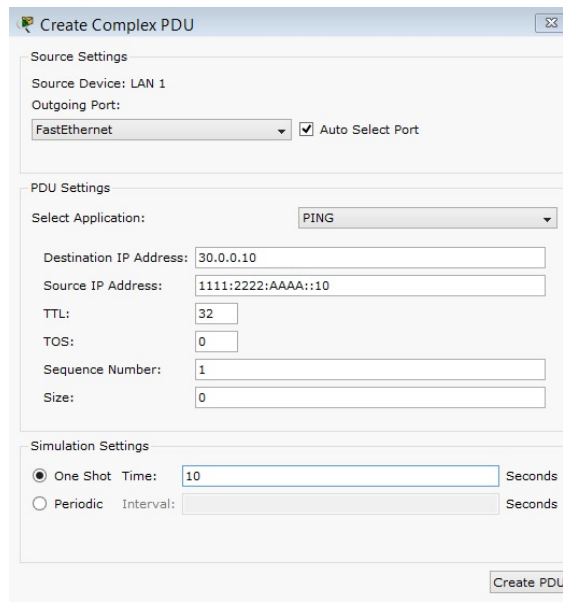 Create Complex PDU
Source Settings
Source Device: LAN 1
Outgoing Port:
FastEthernet Auto Select Port
PDU Settings
Select Application: PING
Destination IP Address: 30.0.0.10
Source IP Address: 1111:2222:AAAA::10
TTL: 32
TOS: 0
Sequence Number: 1
Size: 0
Simulation Settings
One Shot Time: 10 Seconds
Periodic Interval: Seconds
Create PDU